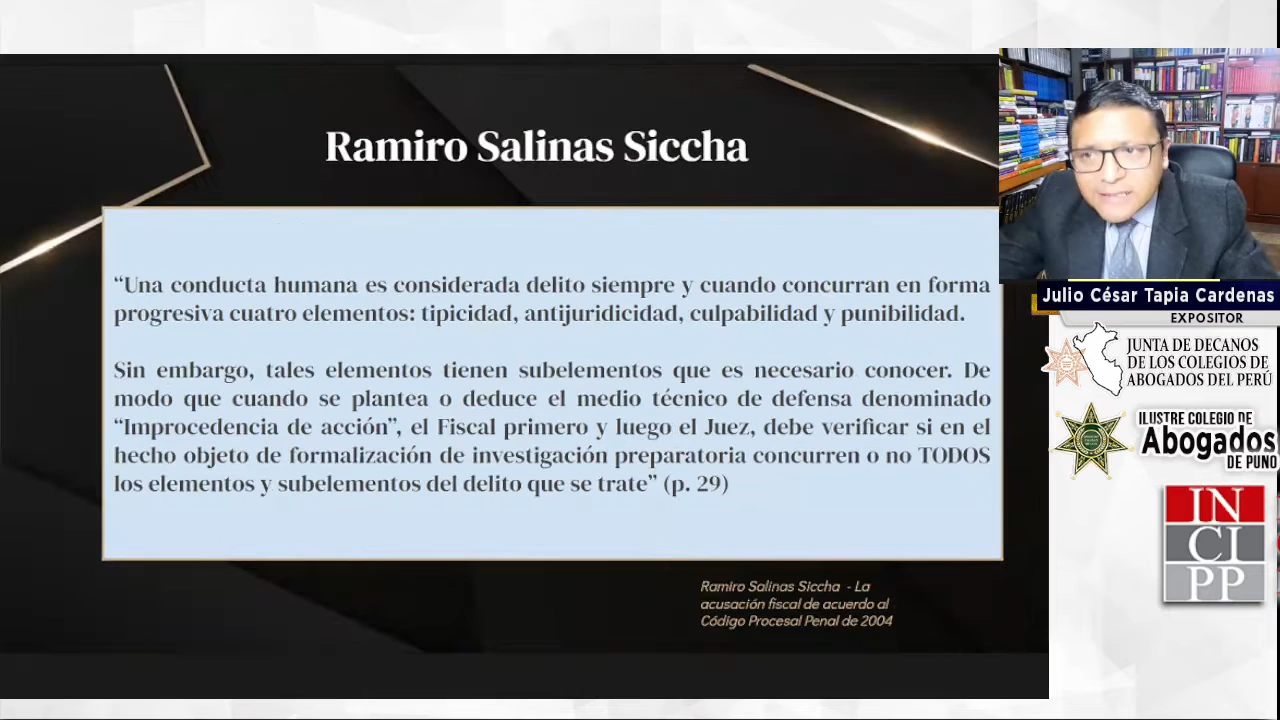 Ramiro Salinas Siccha
“Una conducta humana es considerada delito siempre y cuando concurran en forma
progresiva cuatro elementos: tipicidad, antijuridicidad, culpabilidad y punibilidad.
Sin embargo, tales elementos tienen subelementos que es necesario conocer. De
modo que cuando se plantea o deduce el medio técnico de defensa denominado
“Improcedencia de acción”, el Fiscal primero y luego el Juez, debe verificar si en el
hecho objeto de formalización de investigación preparatoria concurren o no TODOS
los elementos y subelementos del delito que se trate” (p. 29)
Ramiro Salinas Siccha - La
acusación fiscal de acuerdo al
Código Procesal Penal de 2004
Julio César Tapia Cardenas
EXPOSITOR
JUNTA DE DECANOS
DE LOS COLEGIOS DE
ABOGADOS DEL PERÚ
ILUSTRE COLEGIO DE
Abogados
DE PUNO
IN
CI
PP